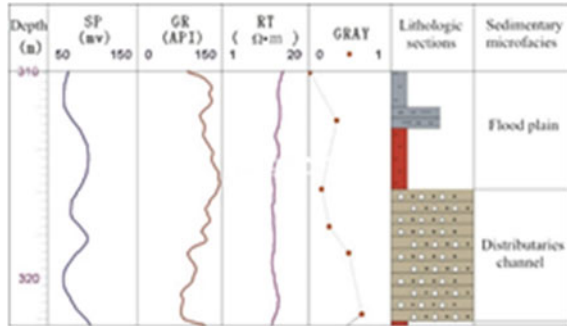 Depth
(m)
SP
(mv)
50 150
GR
(API)
0 150
RT
( Ω·m )
1 20
GRAY
0 1
Lithologic
sections
Sedimentary
microfacies
310
320
Flood plain
Distributaries
channel